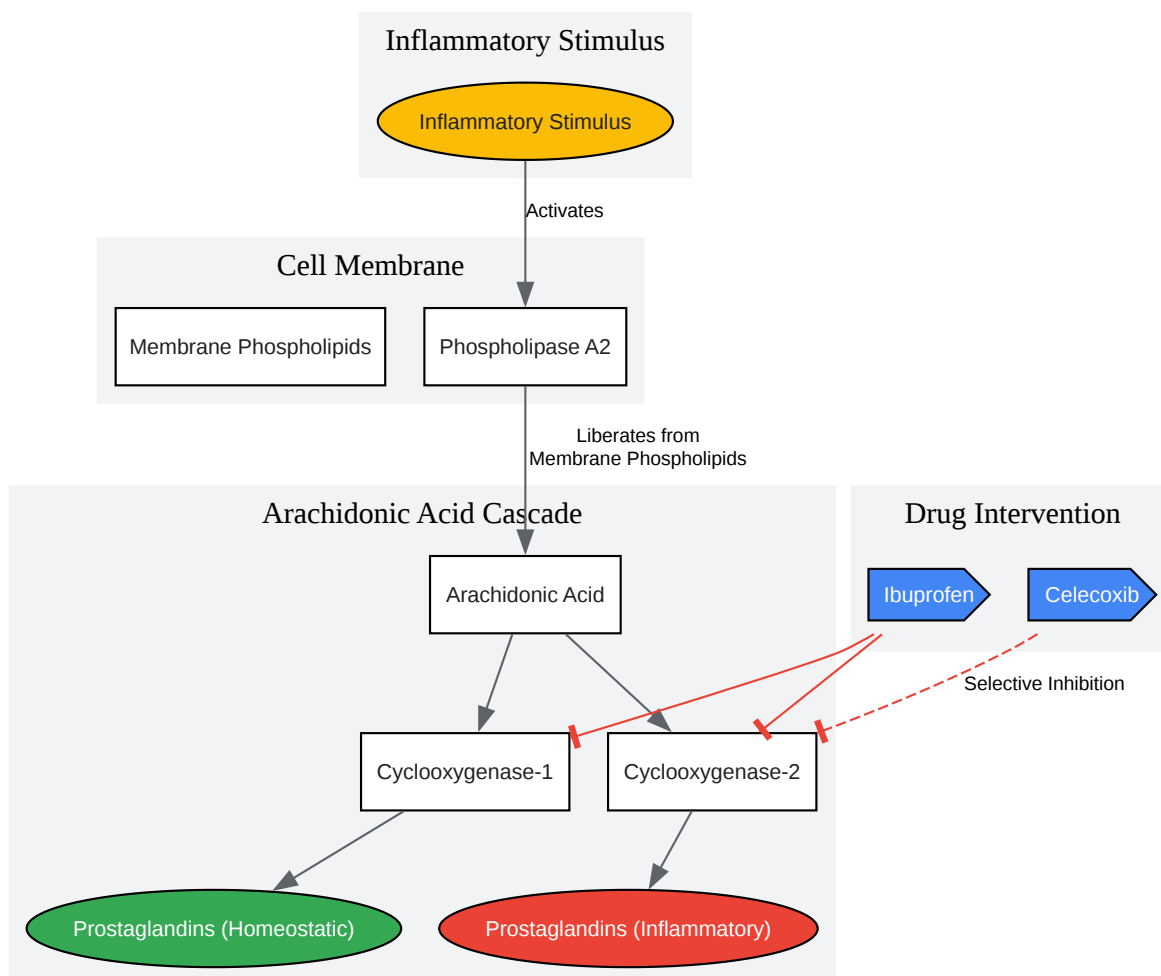 Inflammatory Stimulus
Inflammatory Stimulus
Activates
Cell Membrane
Membrane Phospholipids
Phospholipase A2
Liberates from
Membrane Phospholipids
Arachidonic Acid Cascade
Drug Intervention
Arachidonic Acid
Ibuprofen
Celecoxib
Selective Inhibition
Cyclooxygenase-1
Cyclooxygenase-2
Prostaglandins (Homeostatic)
Prostaglandins (Inflammatory)